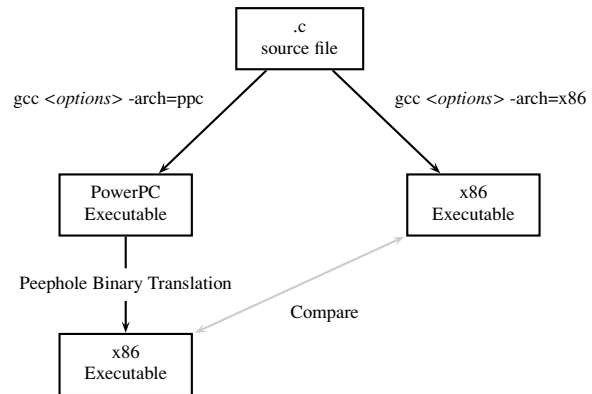 .c
source file
gcc <options> -arch=ppc
gcc <options> -arch=x86
PowerPC
Executable
x86
Executable
Peephole Binary Translation
Compare
x86
Executable